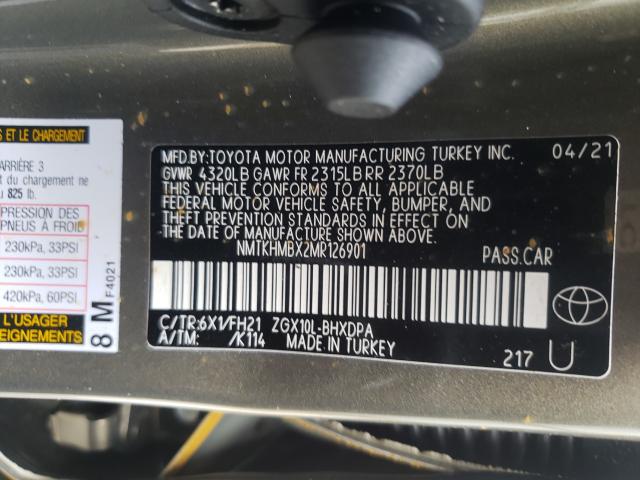 S ET LE CHARGEMENT
ARRIÈRE 3
du chargement ne
825 lb.
PRESSION DES
PNEUS À FROID
230kPa, 33PSI
230kPa, 33PSI
420kPa, 60PSI
L'USAGER
EIGNEMENTS
8 M F4021
MFD.BY:TOYOTA MOTOR MANUFACTURING TURKEY INC. 04/21
GVWR 4320LB GAWR FR 2315LB RR 2370LB
THIS VEHICLE CONFORMS TO ALL APPLICABLE
FEDERAL MOTOR VEHICLE SAFETY, BUMPER, AND
THEFT PREVENTION STANDARDS IN EFFECT ON
THE DATE OF MANUFACTURE SHOWN ABOVE.
NMTKHMBX2MR126901 PASS.CAR
C/TR:6X1/FH21 ZGX10L-BHXDPA
A/TM: /K114 MADE IN TURKEY
217 U